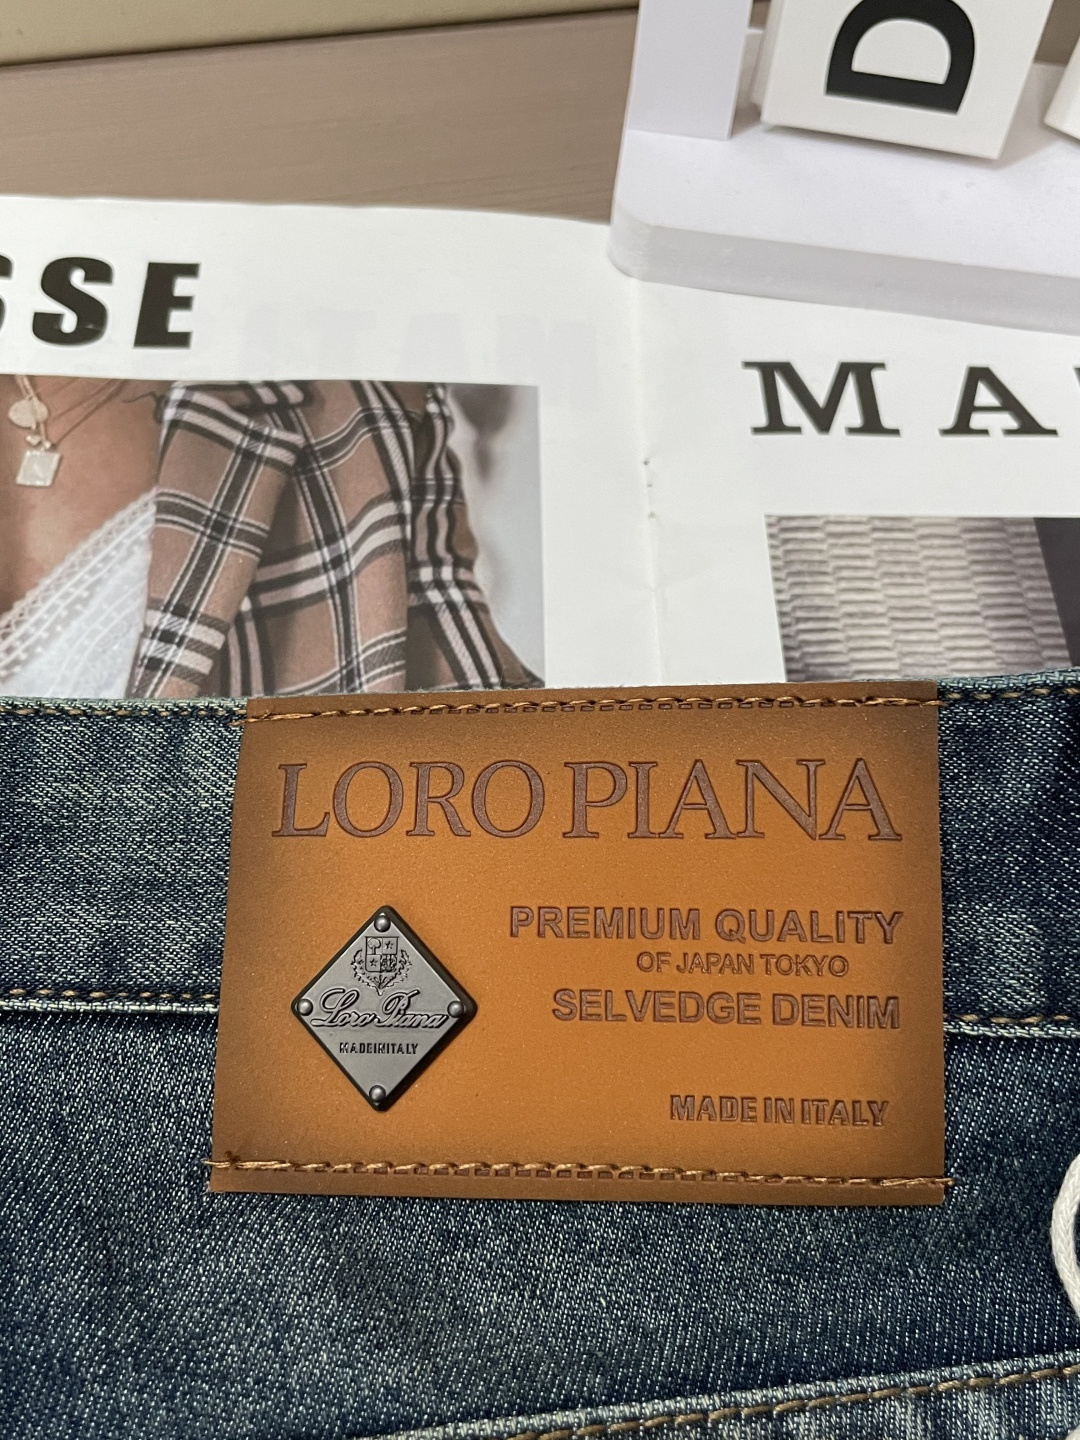 D
SSE
MA
LORO PIANA
PREMIUM QUALITY
OF JAPAN TOKYO
SELVEDGE DENIM
MADE IN ITALY
Loro Piana
MADEINITALY